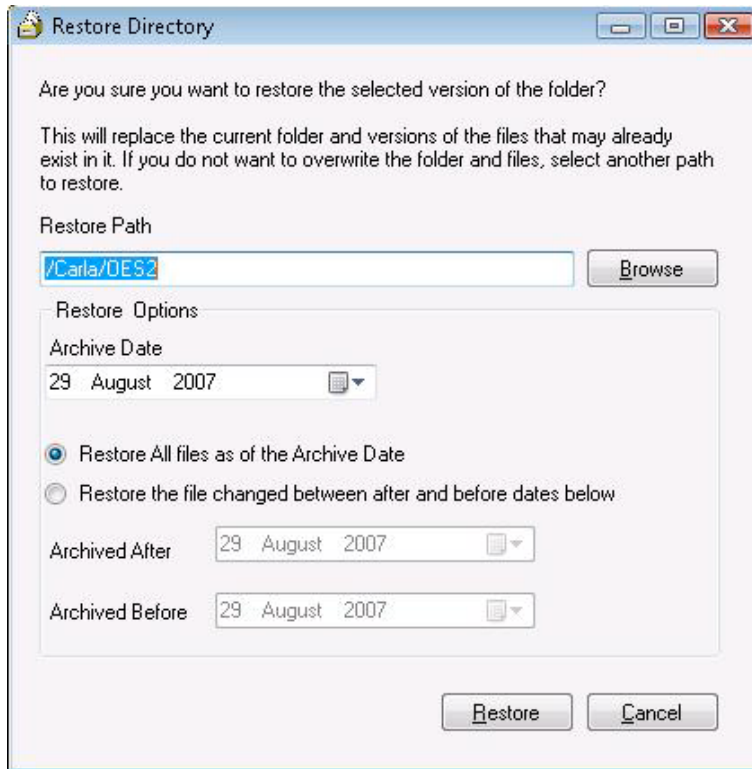 Restore Directory
Are you sure you want to restore the selected version of the folder?
This will replace the current folder and versions of the files that may already
exist in it. If you do not want to overwrite the folder and files, select another path
to restore.
Restore Path
/Carla/OES2
Browse
Restore Options
Archive Date
29 August 2007
Restore All files as of the Archive Date
Restore the file changed between after and before dates below
Archived After 29 August 2007
Archived Before 29 August 2007
Restore Cancel